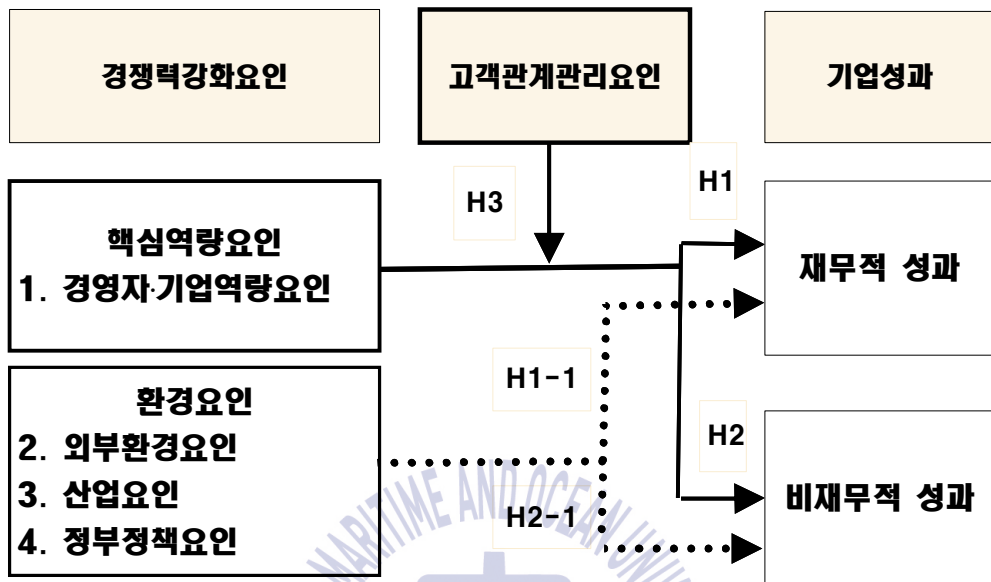 경쟁력강화요인
고객관계관리요인
기업성과
H3
H1
핵심역량요인
1. 경영자·기업역량요인
재무적 성과
H1-1
환경요인
2. 외부환경요인
3. 산업요인
4. 정부정책요인
H2
H2-1
비재무적 성과
MARITIME AND OCEAN UNIV